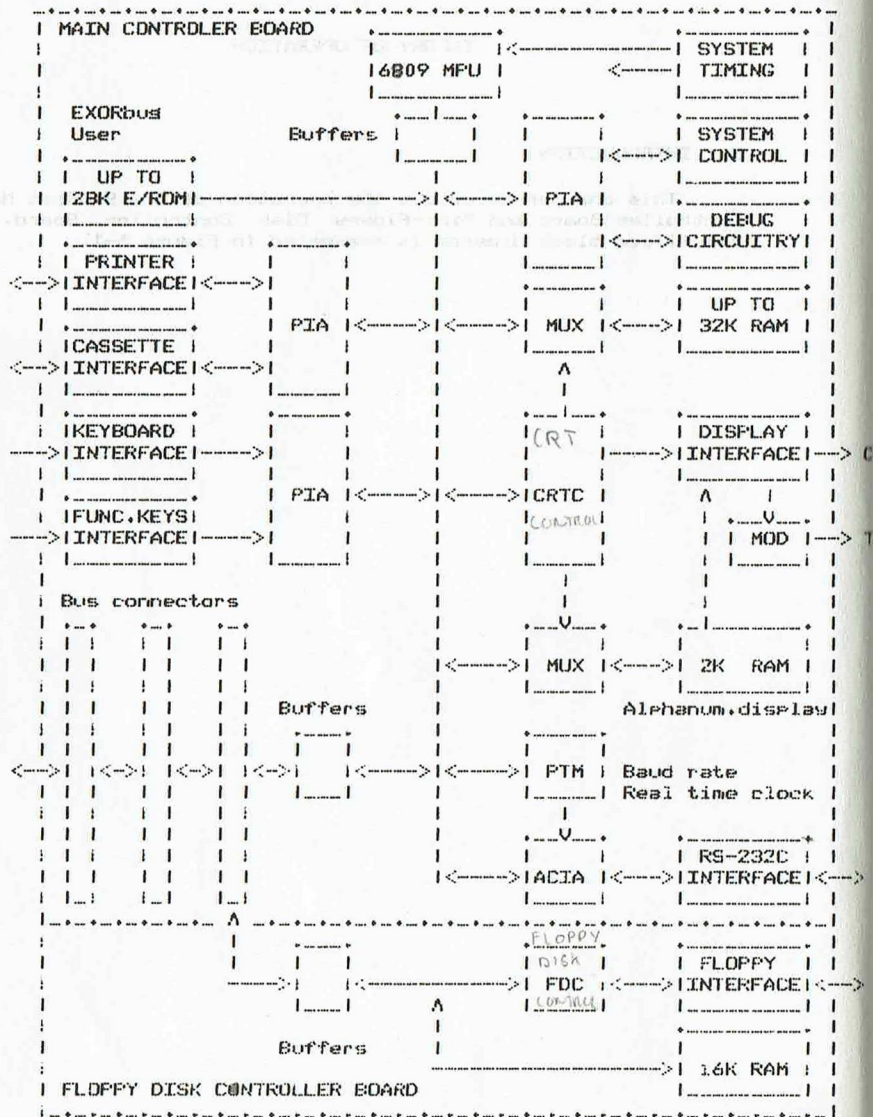 MAIN CONTRDLER BOARD
SYSTEM
6809 MPU
TIMING
EXORbus
User
Buffers
SYSTEM
CONTROL
UP TO
28K E/ROM
PIA
DEBUG
CIRCUITRY
PRINTER
INTERFACE
UP TO
PIA
MUX
32K RAM
CASSETTE
INTERFACE
KEYBOARD
CRT
DISPLAY
INTERFACE
INTERFACE
C
PIA
CRTC
FUNC.KEYS
CONTROL
INTERFACE
MOD
T
Bus connectors
MUX
2K RAM
Buffers
Alphanum.display
PTM
Baud rate
Real time clock
RS-232C
ACIA
INTERFACE
FLOPPY
DISK
FLOPPY
FDC
INTERFACE
CONTROL
Buffers
16K RAM
FLOPPY DISK CONTROLLER BOARD